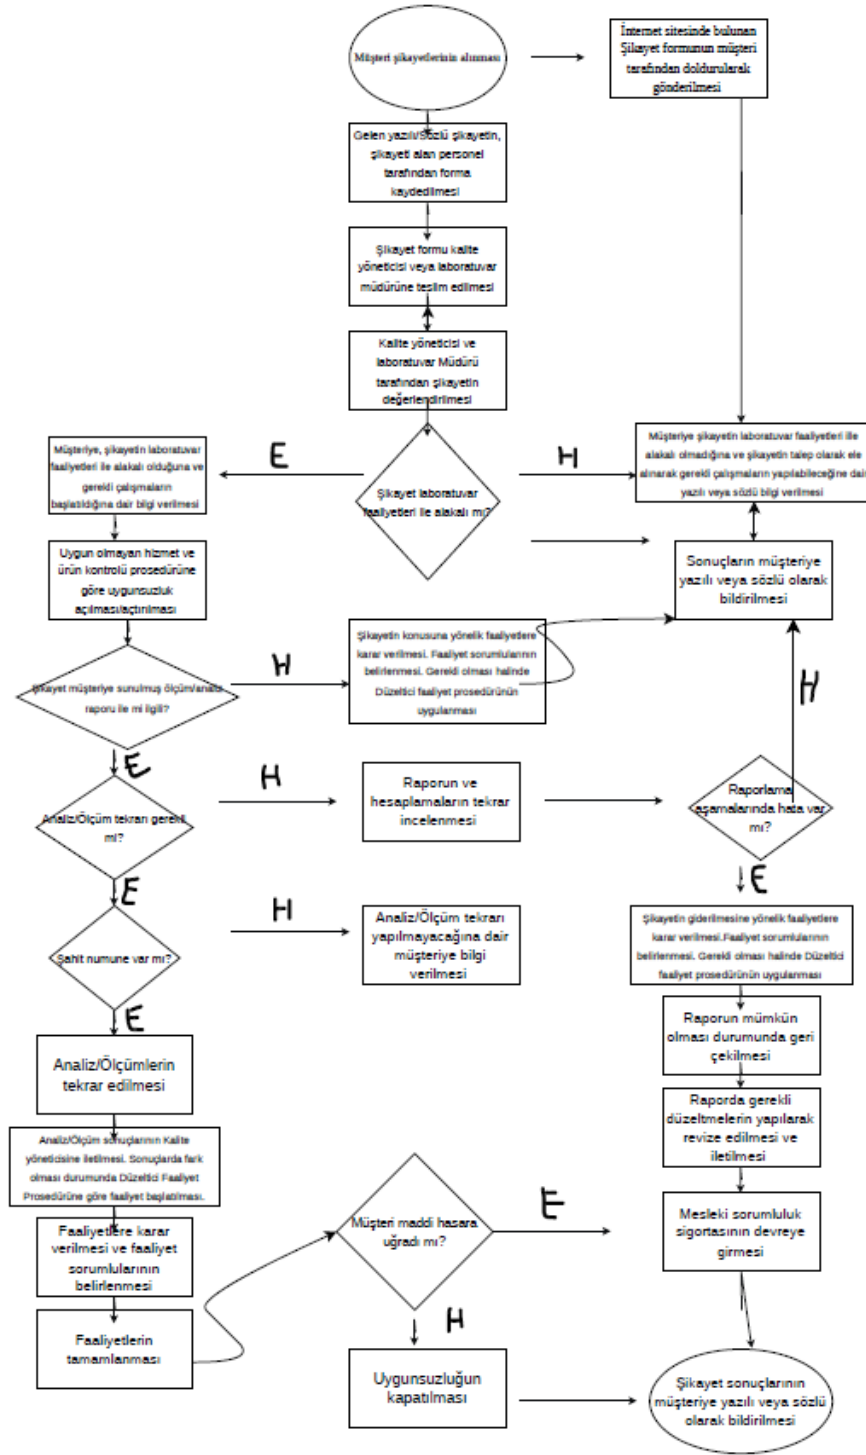 Müşteri şikayetlerinin alınması
İnternet sitesinde bulunan
Şikayet formunun müşteri
tarafından doldurularak
gönderilmesi
Gelen yazılı/Sözlü şikayetin,
şikayeti alan personel
tarafından forma
kaydedilmesi
Şikayet formu kalite
yöneticisi veya laboratuvar
müdürüne teslim edilmesi
Kalite yöneticisi ve
laboratuvar Müdürü
tarafından şikayetin
değerlendirilmesi
Müşteriye, şikayetin laboratuvar
faaliyetleri ile alakalı olduğuna ve
gerekli çalışmaların
başlatıldığına dair bilgi verilmesi
E
Şikayet laboratuvar
faaliyetleri ile alakalı mı?
H
Müşteriye şikayetin laboratuvar faaliyetleri ille
alakalı olmadığına ve şikayetin talep olarak ele
alınarak gerekli çalışmaların yapılabileceğine dair
yazılı veya sözlü bilgi verilmesi
Uygun olmayan hizmet ve
ürün kontrolü prosedürüne
göre uygunsuzluk
açılması/açtırılması
Sonuçların müşteriye
yazılı veya sözlü olarak
bildirilmesi
Şikayet müşteriye sunulmuş ölçüm/analiz
raporu ile mi ilgili?
H
Şikayetin konusuna yönelik faaliyetlere
karar verilmesi. Faaliyet sorumlularının
belirlenmesi. Gerekli olması halinde
Düzeltici faaliyet prosedürünün
uygulanması
H
E
Analiz/Ölçüm tekrarı gerekli
mi?
H
Raporun ve
hesaplamaların tekrar
incelenmesi
Raporlama
aşamalarında hata var
mı?
E
E
Şahit numune var mı?
H
Analiz/Ölçüm tekrarı
yapılmayacağına dair
müşteriye bilgi
verilmesi
Şikayetin giderilmesine yönelik faaliyetlere
karar verilmesi.Faaliyet sorumlularının
belirlenmesi. Gerekli olması halinde Düzeltici
faaliyet prosedürünün uygulanması
E
Analiz/Ölçümlerin
tekrar edilmesi
Raporun mümkün
olması durumunda geri
çekilmesi
Analiz/Ölçüm sonuçlarının Kalite
yöneticisine iletilmesi. Sonuçlarda fark
olması durumunda Düzeltici Faaliyet
Prosedürüne göre faaliyet başlatılması.
Raporda gerekli
düzeltmelerin yapılarak
revize edilmesi ve
iletilmesi
Faaliyetlere karar
verilmesi ve faaliyet
sorumlularının
belirlenmesi
Müşteri maddi hasara
uğradı mı?
E
Mesleki sorumluluk
sigortasının devreye
girmesi
Faaliyetlerin
tamamlanması
H
Uygunsuzluğun
kapatılması
Şikayet sonuçlarının
müşteriye yazılı veya sözlü
olarak bildirilmesi